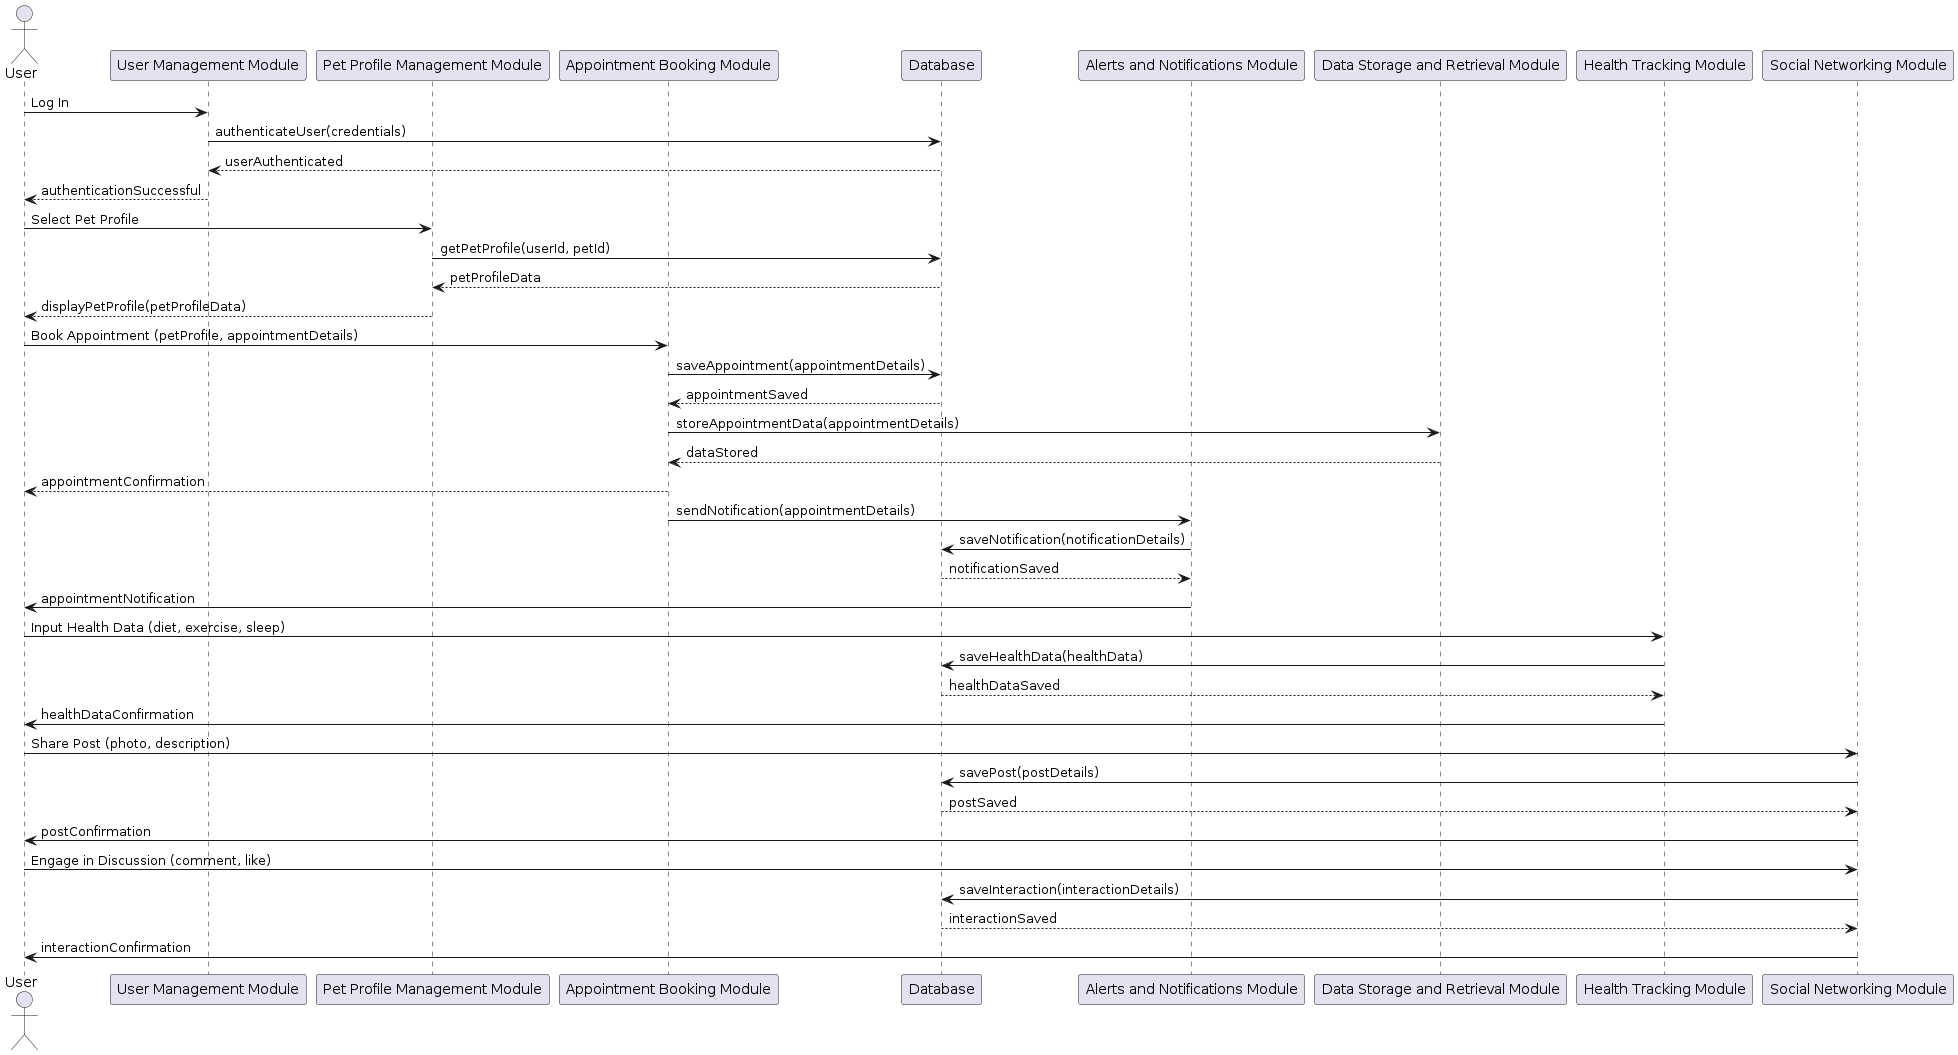 User
User Management Module
Pet Profile Management Module
Appointment Booking Module
Database
Alerts and Notifications Module
Data Storage and Retrieval Module
Health Tracking Module
Social Networking Module
Log In
authenticateUser(credentials)
userAuthenticated
authenticationSuccessful
Select Pet Profile
getPetProfile(userId, petId)
petProfileData
displayPetProfile(petProfileData)
Book Appointment (petProfile, appointmentDetails)
saveAppointment(appointmentDetails)
appointmentSaved
storeAppointmentData(appointmentDetails)
dataStored
appointmentConfirmation
sendNotification(appointmentDetails)
saveNotification(notificationDetails)
notificationSaved
appointmentNotification
Input Health Data (diet, exercise, sleep)
saveHealthData(healthData)
healthDataSaved
healthDataConfirmation
Share Post (photo, description)
savePost(postDetails)
postSaved
postConfirmation
Engage in Discussion (comment, like)
saveInteraction(interactionDetails)
interactionSaved
interactionConfirmation
User
User Management Module
Pet Profile Management Module
Appointment Booking Module
Database
Alerts and Notifications Module
Data Storage and Retrieval Module
Health Tracking Module
Social Networking Module